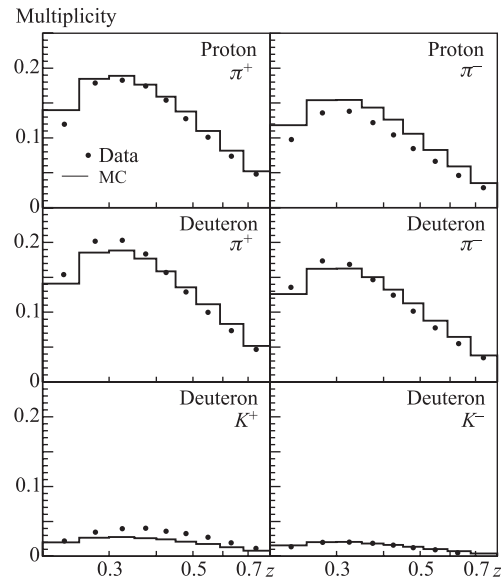 Multiplicity
0.2
Proton
π⁺
Proton
π⁻
0.1
Data
MC
0
Deuteron
π⁺
Deuteron
π⁻
0.2
0.1
0
Deuteron
K⁺
Deuteron
K⁻
0.2
0.1
0
0.3 0.5 0.7 z 0.3 0.5 0.7 z